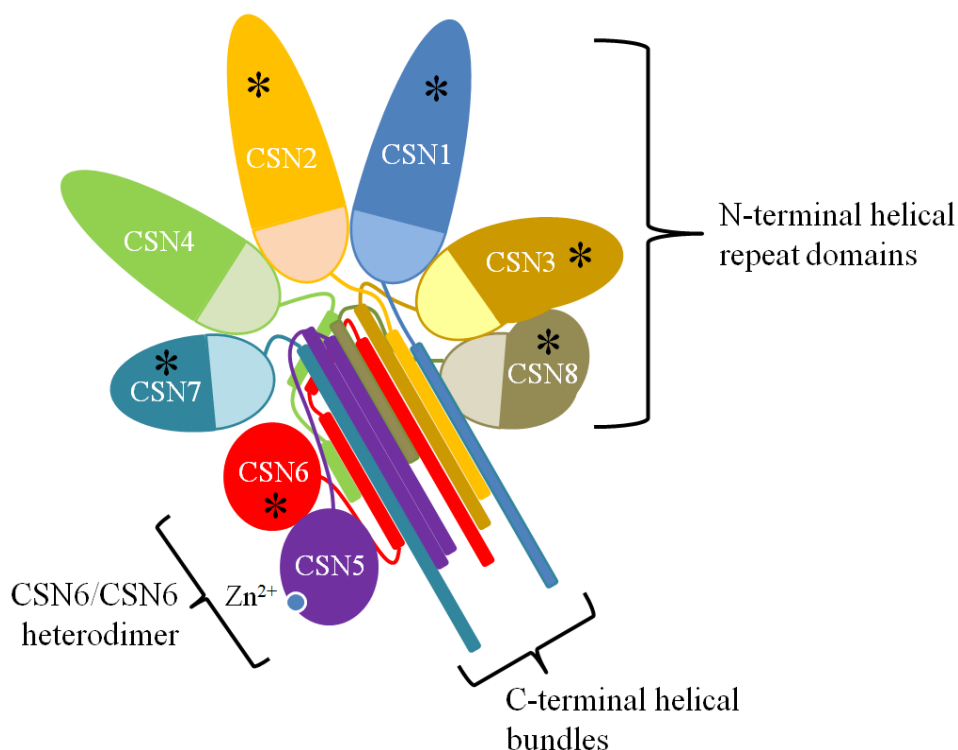 CSN2
CSN1
CSN4
CSN3
N-terminal helical
repeat domains
CSN7
CSN8
CSN6
CSN5
CSN6/CSN6
heterodimer
Zn²⁺
C-terminal helical
bundles